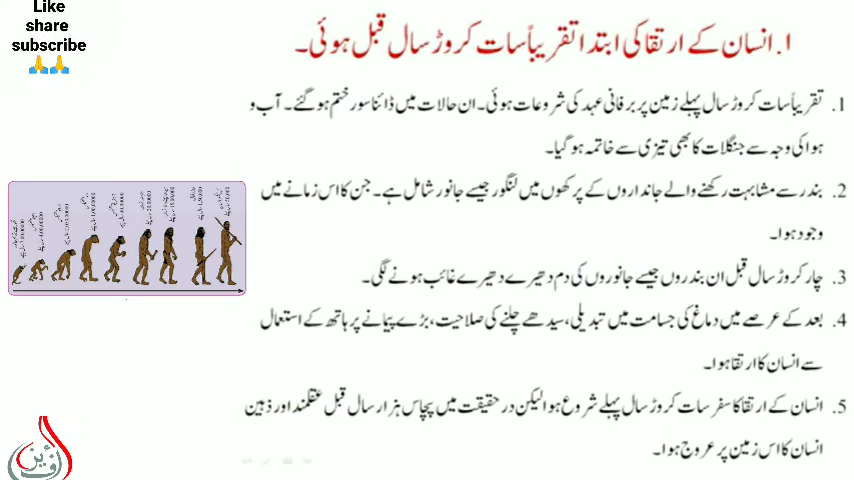 Like
share
subscribe
۱. انسان کے ارتقا کی ابتدا تقریباً سات کروڑ سال قبل ہوئی۔
1. تقریباً سات کروڑ سال پہلے زمین پر برفانی عہد کی شروعات ہوئی۔ ان حالات میں ڈائناسور ختم ہو گئے۔ آب و
ہوا کی وجہ سے جنگلات کا بھی تیزی سے خاتمہ ہو گیا۔
2. بندر سے مشابہت رکھنے والے جانداروں کے پرکھوں میں لنگور جیسے جانور شامل ہے۔ جن کا اس زمانے میں
وجود ہوا۔
3. چار کروڑ سال قبل ان بندروں جیسے جانوروں کی دم دھیرے دھیرے غائب ہونے لگی۔
4. بعد کے عرصے میں دماغ کی جسامت میں تبدیلی، سیدھے چلنے کی صلاحیت، بڑے پیمانے پر ہاتھ کے استعمال
سے انسان کا ارتقا ہوا۔
5. انسان کے ارتقا کا سفر سات کروڑ سال پہلے شروع ہوا لیکن در حقیقت میں پچاس ہزار سال قبل عقلمند اور ذہین
انسان کا اس زمین پر عروج ہوا۔